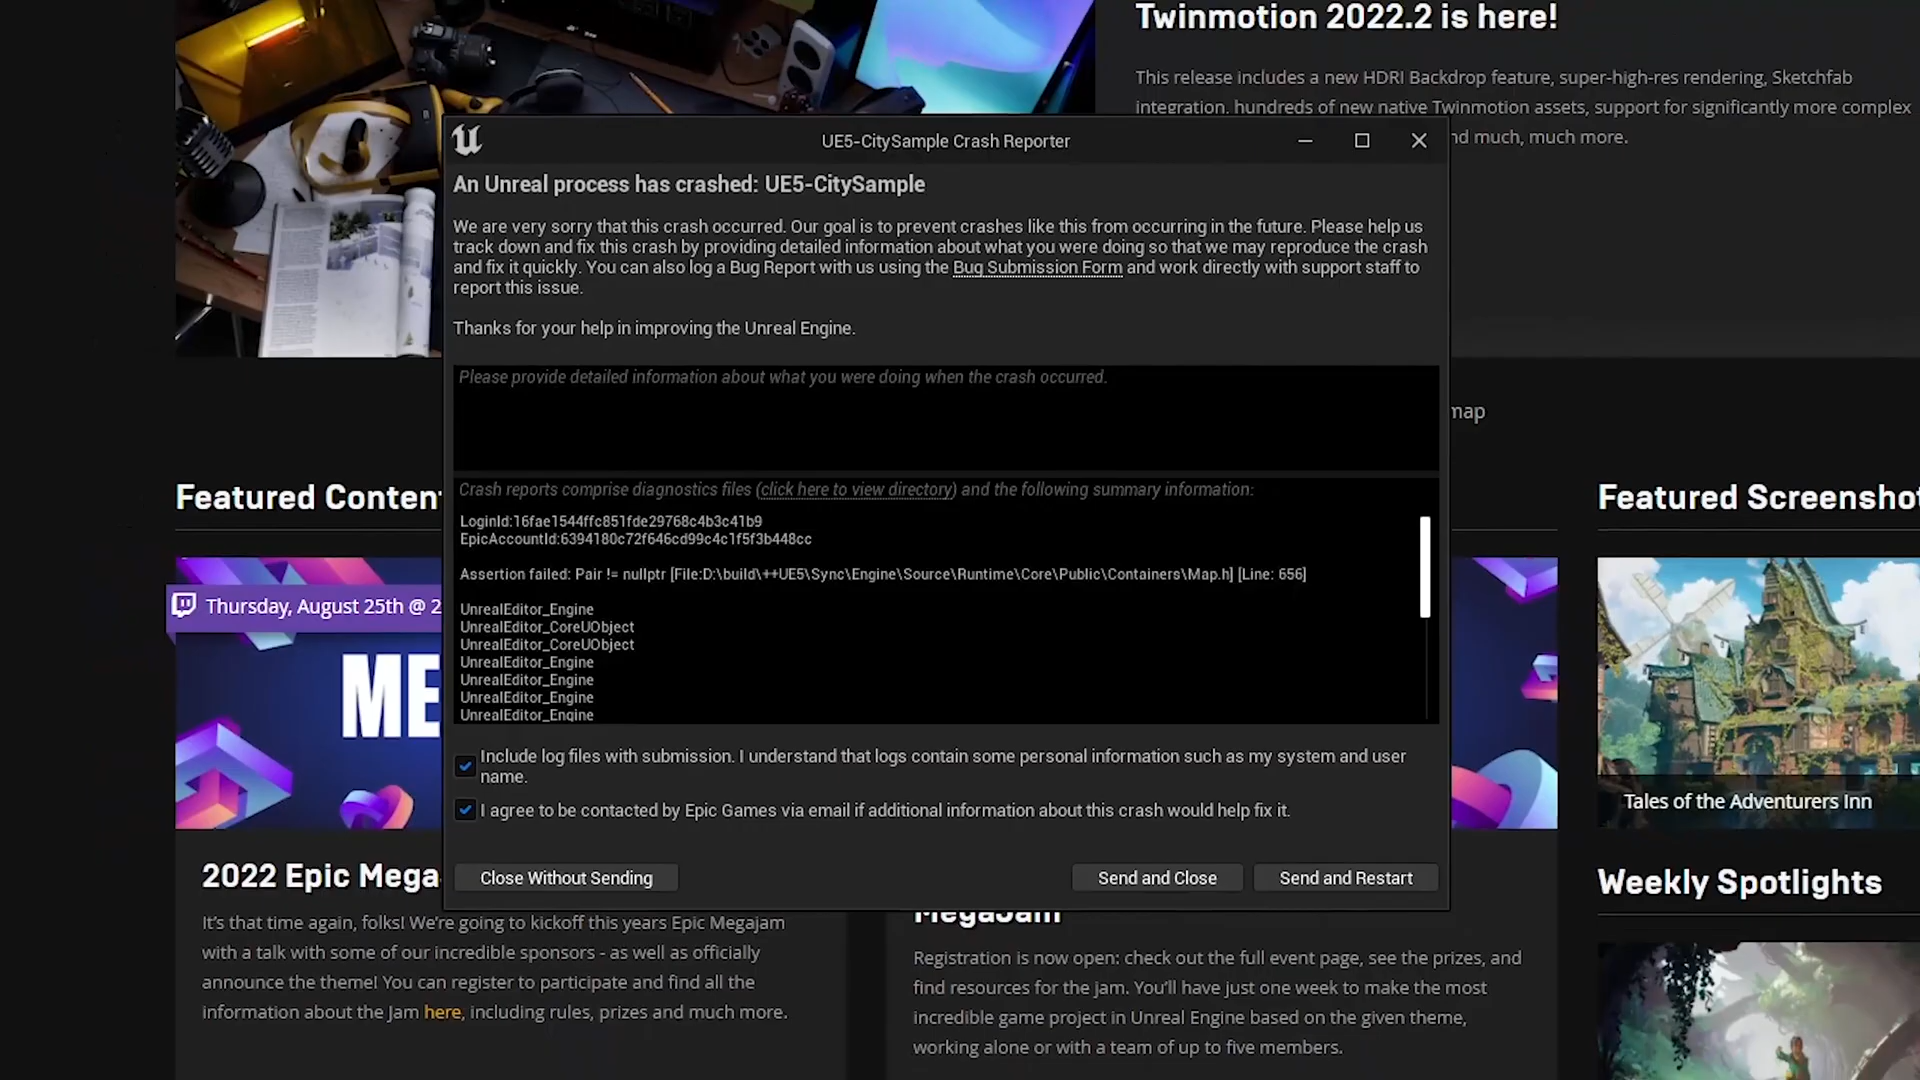 Twinmotion 2022.2 is here!
This release includes a new HDRI Backdrop feature, super-high-res rendering, Sketchfab
integration, hundreds of new native Twinmotion assets, support for significantly more complex
nd much, much more.
UE5-CitySample Crash Reporter
An Unreal process has crashed: UE5-CitySample
We are very sorry that this crash occurred. Our goal is to prevent crashes like this from occurring in the future. Please help us
track down and fix this crash by providing detailed information about what you were doing so that we may reproduce the crash
and fix it quickly. You can also log a Bug Report with us using the Bug Submission Form and work directly with support staff to
report this issue.
Thanks for your help in improving the Unreal Engine.
Please provide detailed information about what you were doing when the crash occurred.
map
Crash reports comprise diagnostics files (click here to view directory) and the following summary information:
LoginId:16fae1544ffc851fde29768c4b3c41b9
EpicAccountId:6394180c72f646cd99c4c1f5f3b448cc
Assertion failed: Pair != nullptr [File:D:\build\++UE5\Sync\Engine\Source\Runtime\Core\Public\Containers\Map.h] [Line: 656]
UnrealEditor_Engine
UnrealEditor_CoreUObject
UnrealEditor_CoreUObject
UnrealEditor_Engine
UnrealEditor_Engine
UnrealEditor_Engine
UnrealEditor_Engine
Include log files with submission. I understand that logs contain some personal information such as my system and user
name.
I agree to be contacted by Epic Games via email if additional information about this crash would help fix it.
Close Without Sending
Send and Close
Send and Restart
Featured Conten
Thursday, August 25th @ 2
ME
2022 Epic Mega
It's that time again, folks! We're going to kickoff this years Epic Megajam
with a talk with some of our incredible sponsors - as well as officially
announce the theme! You can register to participate and find all the
information about the Jam here, including rules, prizes and much more.
MegaJam
Registration is now open: check out the full event page, see the prizes, and
find resources for the jam. You'll have just one week to make the most
incredible game project in Unreal Engine based on the given theme,
working alone or with a team of up to five members.
Featured Screensho
Tales of the Adventurers Inn
Weekly Spotlights